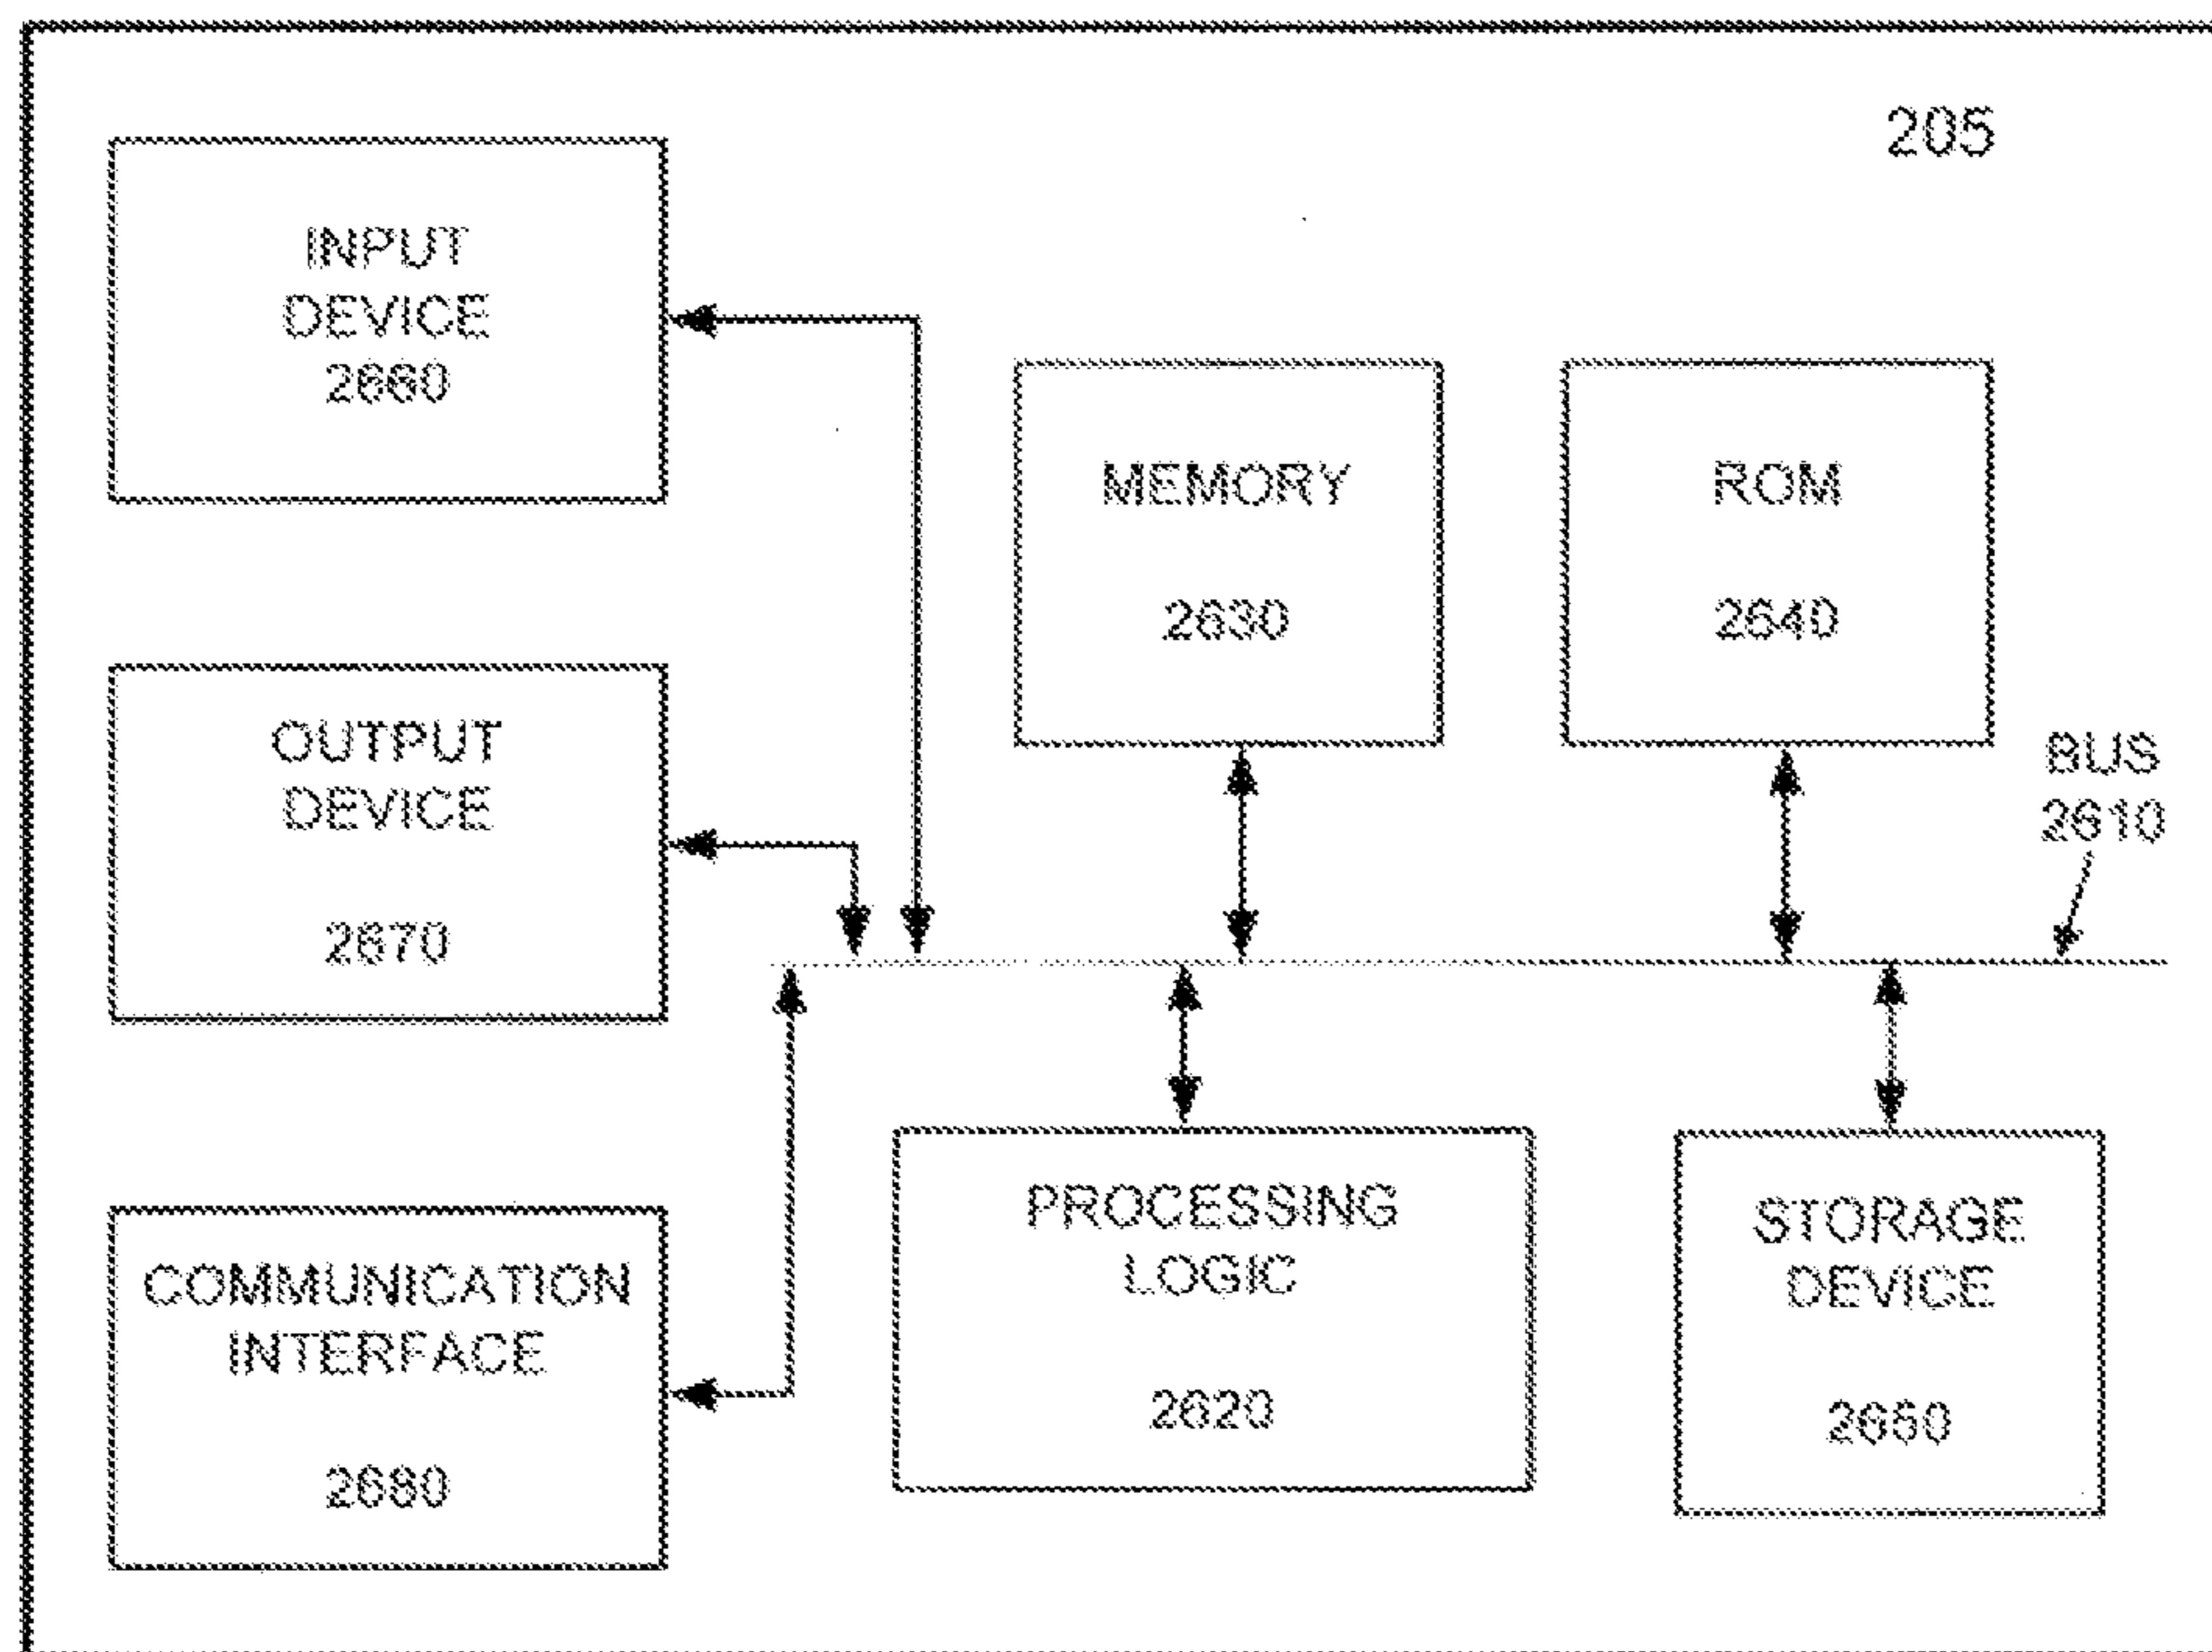 205
INPUT
DEVICE
2660
MEMORY
2630
ROM
2640
OUTPUT
DEVICE
2670
BUS
2610
PROCESSING
LOGIC
2620
STORAGE
DEVICE
2650
COMMUNICATION
INTERFACE
2680